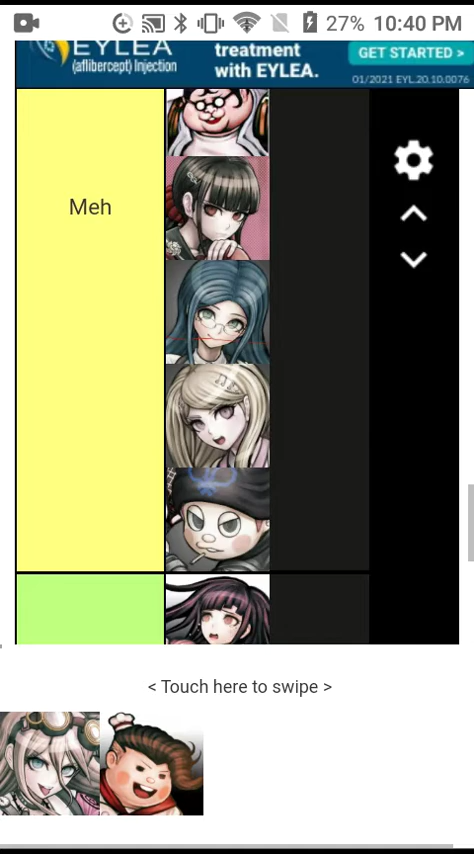 27% 10:40 PM
EYLEA
(aflibercept) Injection
treatment
with EYLEA.
GET STARTED >
01/2021 EYL.20.10.0076
Meh
< Touch here to swipe >